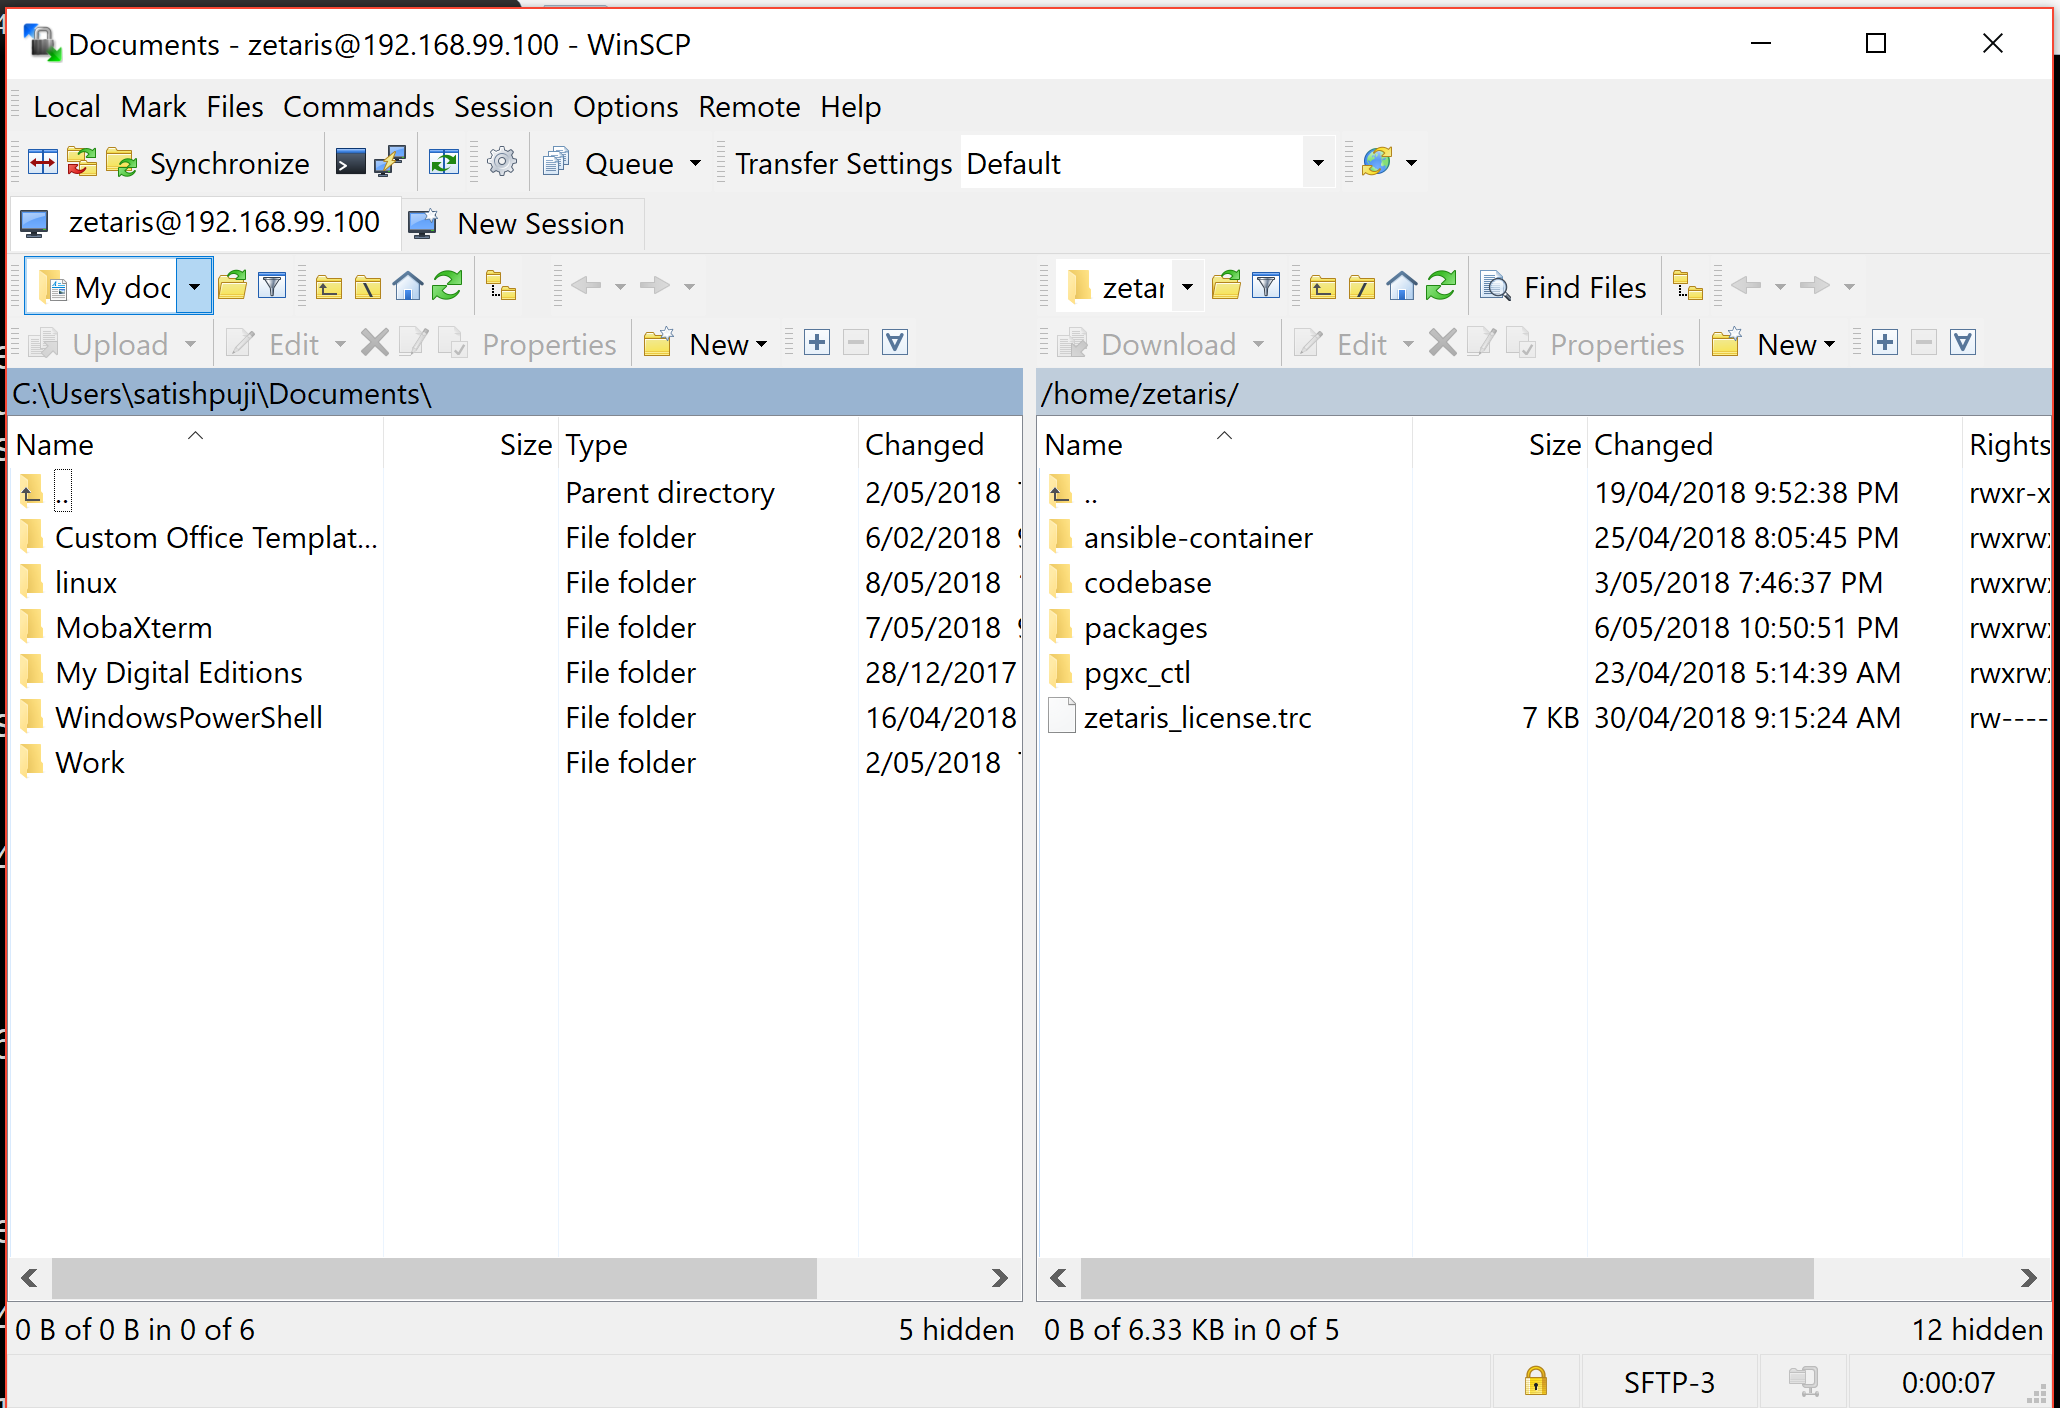 Documents - zetaris@192.168.99.100 - WinSCP
Local Mark Files Commands Session Options Remote Help
Synchronize Queue Transfer Settings Default
zetaris@192.168.99.100 New Session
My doc zetar Find Files
Upload Edit Properties New Download Edit Properties New
C:\Users\satishpuji\Documents\ /home/zetaris/
Name Size Type Changed
.. Parent directory 2/05/2018
Custom Office Templat... File folder 6/02/2018
linux File folder 8/05/2018
MobaXterm File folder 7/05/2018
My Digital Editions File folder 28/12/2017
WindowsPowerShell File folder 16/04/2018
Work File folder 2/05/2018
Name Size Changed Rights
.. 19/04/2018 9:52:38 PM rwxr-x
ansible-container 25/04/2018 8:05:45 PM rwxrwx
codebase 3/05/2018 7:46:37 PM rwxrwx
packages 6/05/2018 10:50:51 PM rwxrwx
pgxc_ctl 23/04/2018 5:14:39 AM rwxrwx
zetaris_license.trc 7 KB 30/04/2018 9:15:24 AM rw----
0 B of 0 B in 0 of 6 5 hidden 0 B of 6.33 KB in 0 of 5 12 hidden
SFTP-3 0:00:07